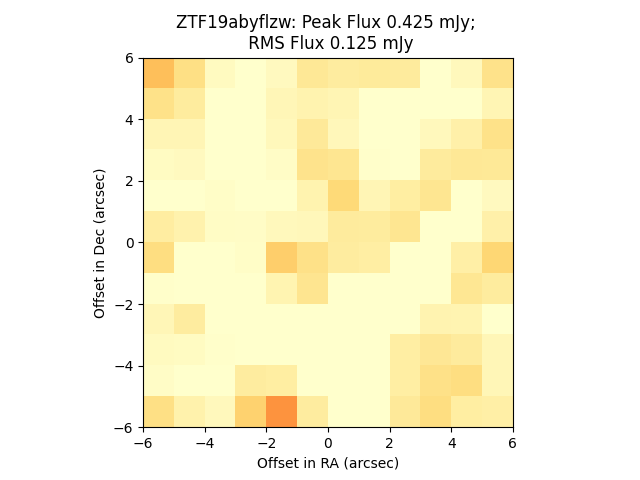 ZTF19abyflzw: Peak Flux 0.425 mJy;
RMS Flux 0.125 mJy
6
4
2
0
−2
−4
−6
Offset in Dec (arcsec)
−6 −4 −2 0 2 4 6
Offset in RA (arcsec)